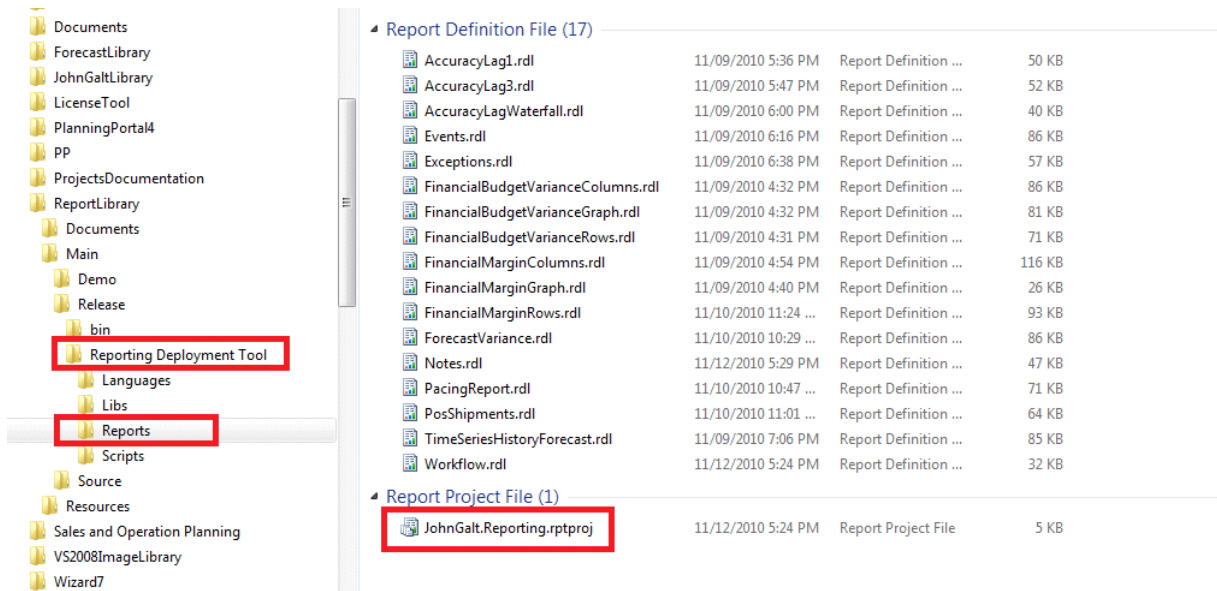 Documents
ForecastLibrary
JohnGaltLibrary
LicenseTool
PlanningPortal4
PP
ProjectsDocumentation
ReportLibrary
Documents
Main
Demo
Release
bin
Reporting Deployment Tool
Languages
Libs
Reports
Scripts
Source
Resources
Sales and Operation Planning
VS2008ImageLibrary
Wizard7
Report Definition File (17)
AccuracyLag1.rdl 11/09/2010 5:36 PM Report Definition ... 50 KB
AccuracyLag3.rdl 11/09/2010 5:47 PM Report Definition ... 52 KB
AccuracyLagWaterfall.rdl 11/09/2010 6:00 PM Report Definition ... 40 KB
Events.rdl 11/09/2010 6:16 PM Report Definition ... 86 KB
Exceptions.rdl 11/09/2010 6:38 PM Report Definition ... 57 KB
FinancialBudgetVarianceColumns.rdl 11/09/2010 4:32 PM Report Definition ... 86 KB
FinancialBudgetVarianceGraph.rdl 11/09/2010 4:32 PM Report Definition ... 81 KB
FinancialBudgetVarianceRows.rdl 11/09/2010 4:31 PM Report Definition ... 71 KB
FinancialMarginColumns.rdl 11/09/2010 4:54 PM Report Definition ... 116 KB
FinancialMarginGraph.rdl 11/09/2010 4:40 PM Report Definition ... 26 KB
FinancialMarginRows.rdl 11/10/2010 11:24 ... Report Definition ... 93 KB
ForecastVariance.rdl 11/10/2010 10:29 ... Report Definition ... 86 KB
Notes.rdl 11/12/2010 5:29 PM Report Definition ... 47 KB
PacingReport.rdl 11/10/2010 10:47 ... Report Definition ... 71 KB
PosShipments.rdl 11/10/2010 11:01 ... Report Definition ... 64 KB
TimeSeriesHistoryForecast.rdl 11/09/2010 7:06 PM Report Definition ... 85 KB
Workflow.rdl 11/12/2010 5:24 PM Report Definition ... 32 KB
Report Project File (1)
JohnGalt.Reporting.rptproj 11/12/2010 5:24 PM Report Project File 5 KB